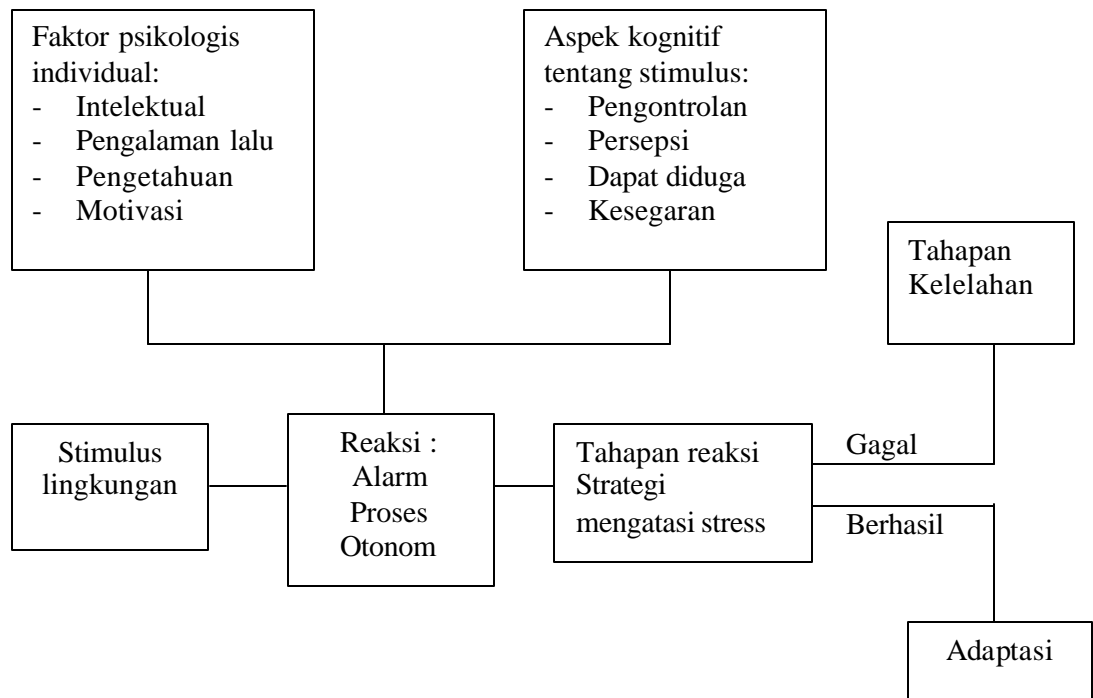 Faktor psikologis
individual:
- Intelektual
- Pengalaman lalu
- Pengetahuan
- Motivasi
Aspek kognitif
tentang stimulus:
- Pengontrolan
- Persepsi
- Dapat diduga
- Kesegaran
Tahapan
Kelelahan
Stimulus
lingkungan
Reaksi :
Alarm
Proses
Otonom
Tahapan reaksi
Strategi
mengatasi stress
Gagal
Berhasil
Adaptasi